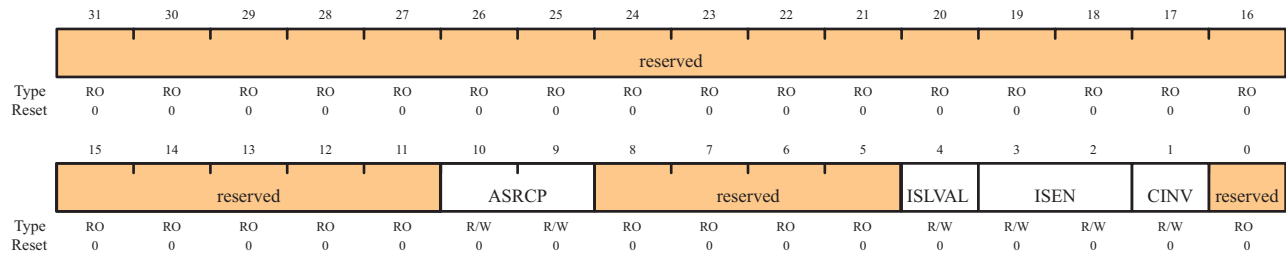 31 30 29 28 27 26 25 24 23 22 21 20 19 18 17 16
reserved
Type RO RO RO RO RO RO RO RO RO RO RO RO RO RO RO RO
Reset 0 0 0 0 0 0 0 0 0 0 0 0 0 0 0 0
15 14 13 12 11 10 9 8 7 6 5 4 3 2 1 0
reserved ASRCP reserved ISLVAL ISEN CINV reserved
Type RO RO RO RO RO R/W R/W RO RO RO RO R/W R/W R/W R/W RO
Reset 0 0 0 0 0 0 0 0 0 0 0 0 0 0 0 0